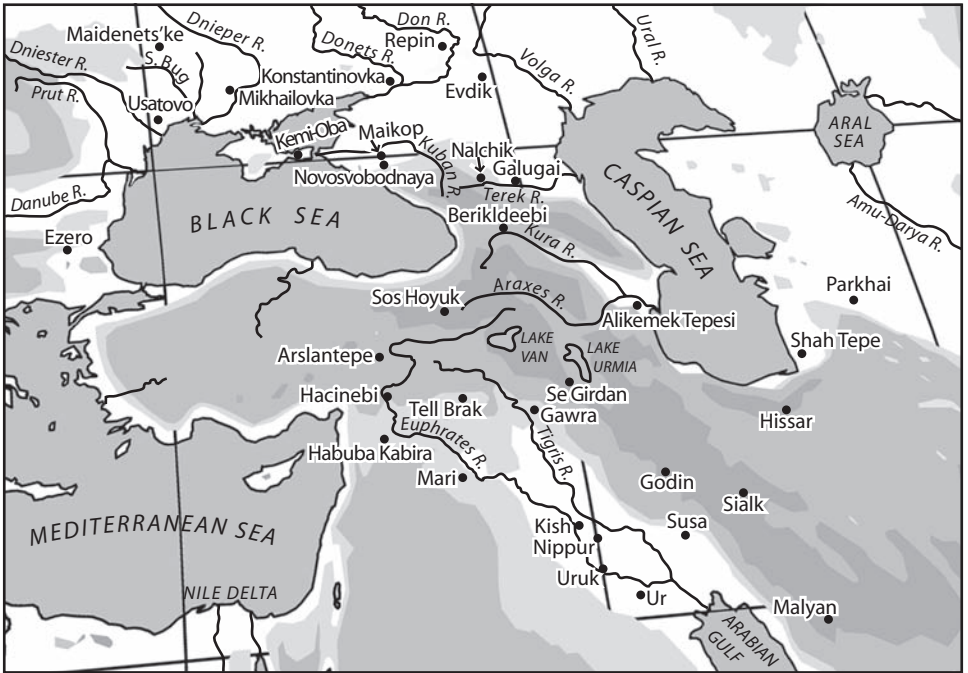 Maidenets'ke
Dnieper R.
Don R.
Donets R.
Repin
Ural R.
Dniester R.
S. Bug
Konstantinovka
Volga R.
Prut R.
Usatovo
Mikhailovka
Evdik
ARAL
SEA
Kemi-Oba
Maikop
Kuban R.
Nalchik
Galugai
Novosvobodnaya
Terek R.
CASPIAN SEA
Danube R.
BLACK SEA
Berikldeebi
Amu-Darya R.
Ezero
Kura R.
Parkhai
Sos Hoyuk
Araxes R.
Alikemek Tepesi
LAKE
VAN
LAKE
URMIA
Shah Tepe
Arslantepe
Se Girdan
Hacinebi
Tell Brak
Gawra
Hissar
Euphrates R.
Tigris R.
Habuba Kabira
Mari
Godin
Sialk
MEDITERRANEAN SEA
Kish
Susa
Nippur
Uruk
NILE DELTA
Ur
Malyan
ARABIAN
GULF